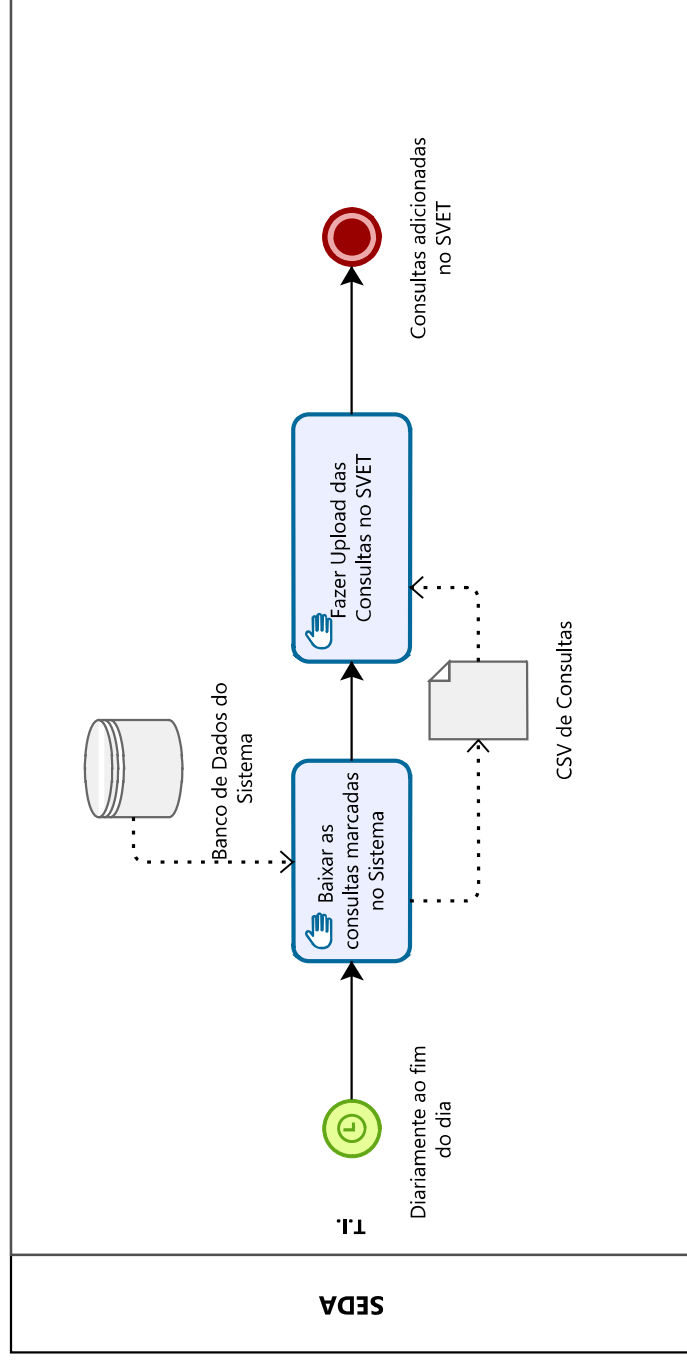 SEDA
T.I.
Diariamente ao fim
do dia
Baixar as
consultas marcadas
no Sistema
Banco de Dados do
Sistema
CSV de Consultas
Fazer Upload das
Consultas no SVET
Consultas adicionadas
no SVET